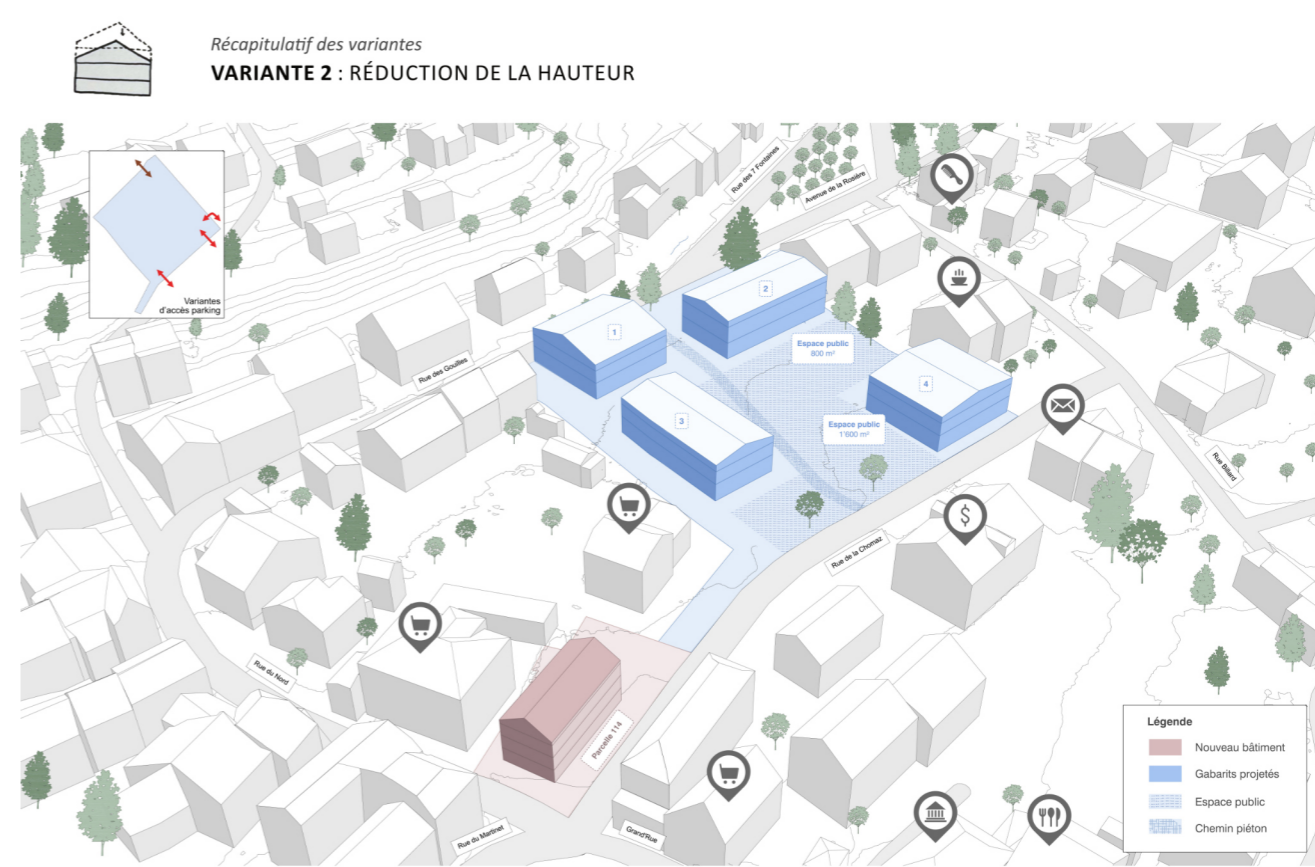 Récapitulatif des variantes
VARIANTE 2 : RÉDUCTION DE LA HAUTEUR
Variantes
d'accès parking
Rue des 7 Fontaines
Avenue de la Rosière
2
1
Espace public
800 m²
Rue des Gouilles
4
3
Espace public
1'600 m²
Rue Billard
$
Rue de la Chomaz
Rue du Nord
Parcelle 114
Rue du Martinet
Grand'Rue
Légende
Nouveau bâtiment
Gabarits projetés
Espace public
Chemin piéton